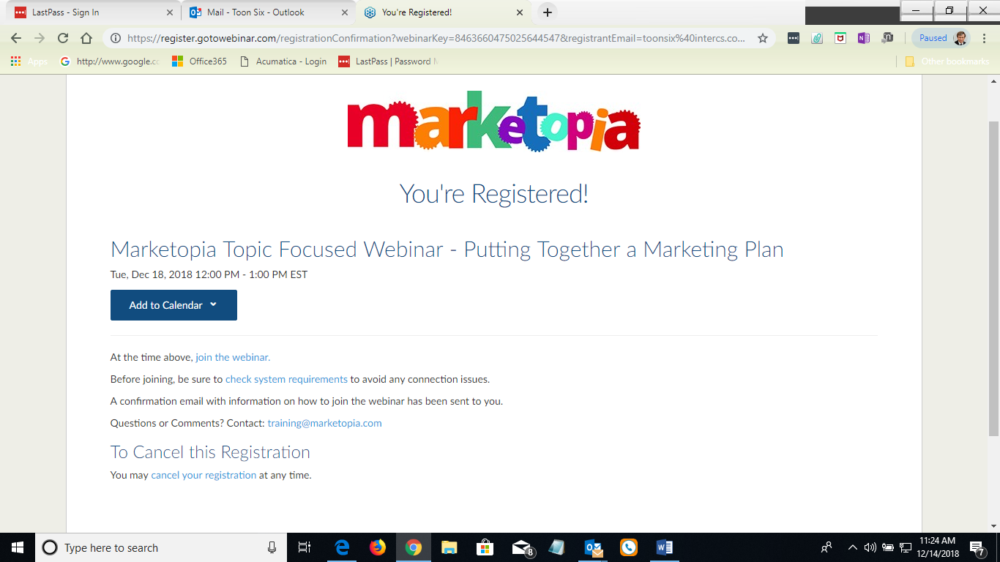 LastPass - Sign In
Mail - Toon Six - Outlook
You're Registered!
https://register.gotowebinar.com/registrationConfirmation?webinarKey=84636604750256445​47&registrantEmail=toonsix%40intercs.co...
Paused
Apps
http://www.google.cc
Office365
Acumatica - Login
LastPass | Password M
Other bookmarks
marketopia
You're Registered!
Marketopia Topic Focused Webinar - Putting Together a Marketing Plan
Tue, Dec 18, 2018 12:00 PM - 1:00 PM EST
Add to Calendar
At the time above, join the webinar.
Before joining, be sure to check system requirements to avoid any connection issues.
A confirmation email with information on how to join the webinar has been sent to you.
Questions or Comments? Contact: training@marketopia.com
To Cancel this Registration
You may cancel your registration at any time.
Type here to search
8
11:24 AM
12/14/2018
7